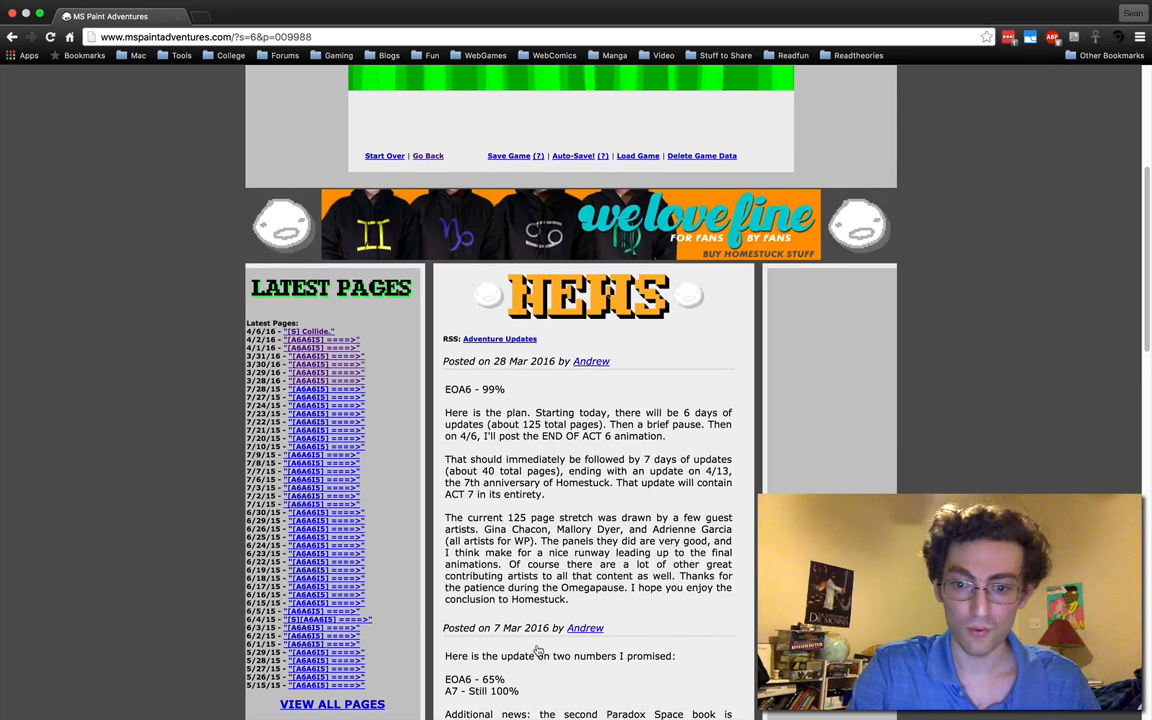 MS Paint Adventures
Sean
www.mspaintadventures.com/?s=6&p=009988
Apps Bookmarks Mac Tools College Forums Gaming Blogs Fun WebGames WebComics Manga Video Stuff to Share Readfun Readtheories Other Bookmarks
Start Over | Go Back Save Game (?) | Auto-Save! (?) | Load Game | Delete Game Data
welovefine
FOR FANS BY FANS
BUY HOMESTUCK STUFF
LATEST PAGES
Latest Pages:
4/6/16 - "[S] Collide."
4/2/16 - "[A6A6I5] ====>"
4/1/16 - "[A6A6I5] ====>"
3/31/16 - "[A6A6I5] ====>"
3/30/16 - "[A6A6I5] ====>"
3/29/16 - "[A6A6I5] ====>"
3/28/16 - "[A6A6I5] ====>"
7/28/15 - "[A6A6I5] ====>"
7/27/15 - "[A6A6I5] ====>"
7/24/15 - "[A6A6I5] ====>"
7/23/15 - "[A6A6I5] ====>"
7/22/15 - "[A6A6I5] ====>"
7/21/15 - "[A6A6I5] ====>"
7/20/15 - "[A6A6I5] ====>"
7/10/15 - "[A6A6I5] ====>"
7/9/15 - "[A6A6I5] ====>"
7/8/15 - "[A6A6I5] ====>"
7/7/15 - "[A6A6I5] ====>"
7/6/15 - "[A6A6I5] ====>"
7/3/15 - "[A6A6I5] ====>"
7/2/15 - "[A6A6I5] ====>"
7/1/15 - "[A6A6I5] ====>"
6/30/15 - "[A6A6I5] ====>"
6/29/15 - "[A6A6I5] ====>"
6/26/15 - "[A6A6I5] ====>"
6/25/15 - "[A6A6I5] ====>"
6/24/15 - "[A6A6I5] ====>"
6/23/15 - "[A6A6I5] ====>"
6/22/15 - "[A6A6I5] ====>"
6/19/15 - "[A6A6I5] ====>"
6/18/15 - "[A6A6I5] ====>"
6/17/15 - "[A6A6I5] ====>"
6/16/15 - "[A6A6I5] ====>"
6/15/15 - "[A6A6I5] ====>"
6/5/15 - "[A6A6I5] ====>"
6/4/15 - "[S][A6A6I5] ====>"
6/3/15 - "[A6A6I5] ====>"
6/2/15 - "[A6A6I5] ====>"
6/1/15 - "[A6A6I5] ====>"
5/29/15 - "[A6A6I5] ====>"
5/28/15 - "[A6A6I5] ====>"
5/27/15 - "[A6A6I5] ====>"
5/26/15 - "[A6A6I5] ====>"
5/15/15 - "[A6A6I5] ====>"
VIEW ALL PAGES
NEWS
RSS: Adventure Updates
Posted on 28 Mar 2016 by Andrew
EOA6 - 99%
Here is the plan. Starting today, there will be 6 days of
updates (about 125 total pages). Then a brief pause. Then
on 4/6, I'll post the END OF ACT 6 animation.
That should immediately be followed by 7 days of updates
(about 40 total pages), ending with an update on 4/13,
the 7th anniversary of Homestuck. That update will contain
ACT 7 in its entirety.
The current 125 page stretch was drawn by a few guest
artists. Gina Chacon, Mallory Dyer, and Adrienne Garcia
(all artists for WP). The panels they did are very good, and
I think make for a nice runway leading up to the final
animations. Of course there are a lot of other great
contributing artists to all that content as well. Thanks for
the patience during the Omegapause. I hope you enjoy the
conclusion to Homestuck.
Posted on 7 Mar 2016 by Andrew
Here is the update on two numbers I promised:
EOA6 - 65%
A7 - Still 100%
Additional news: the second Paradox Space book is